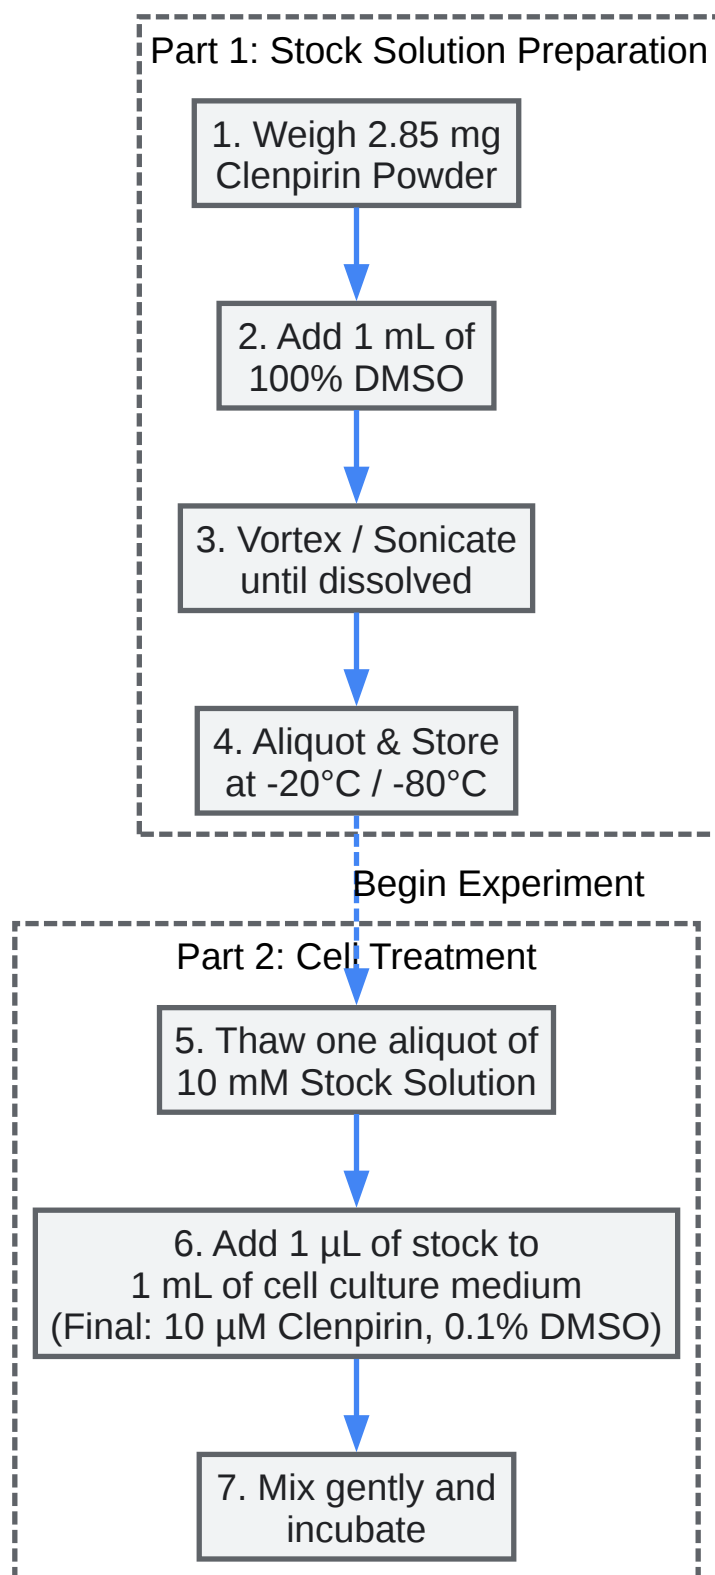 Part 1: Stock Solution Preparation
1. Weigh 2.85 mg
Clenpirin Powder
2. Add 1 mL of
100% DMSO
3. Vortex / Sonicate
until dissolved
4. Aliquot & Store
at -20°C / -80°C
Begin Experiment
Part 2: Cell Treatment
5. Thaw one aliquot of
10 mM Stock Solution
6. Add 1 µL of stock to
1 mL of cell culture medium
(Final: 10 µM Clenpirin, 0.1% DMSO)
7. Mix gently and
incubate